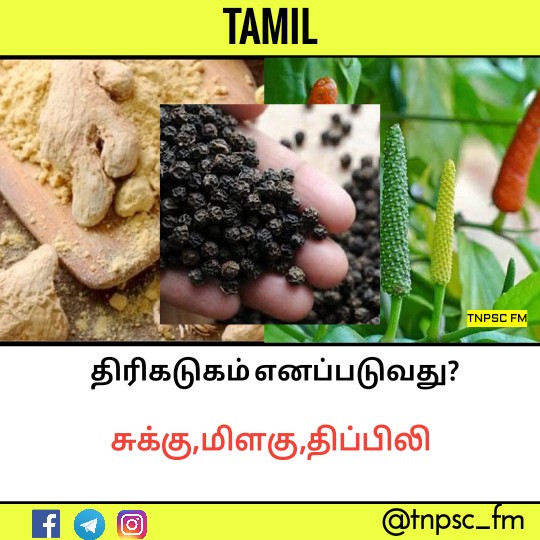 TAMIL
TNPSC FM
திரிகடுகம் எனப்படுவது?
சுக்கு,மிளகு,திப்பிலி
@tnpsc_fm